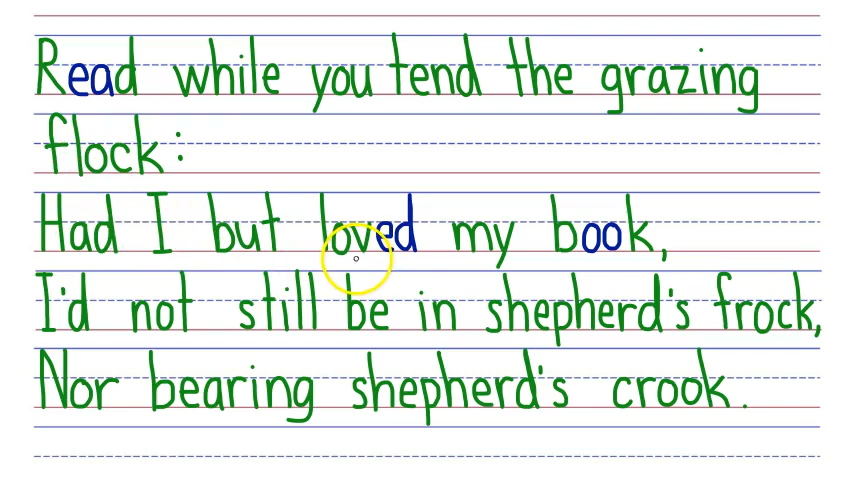 Read while you tend the grazing
flock:
Had I but loved my book,
I'd not still be in shepherd's frock,
Nor bearing shepherd's crook.